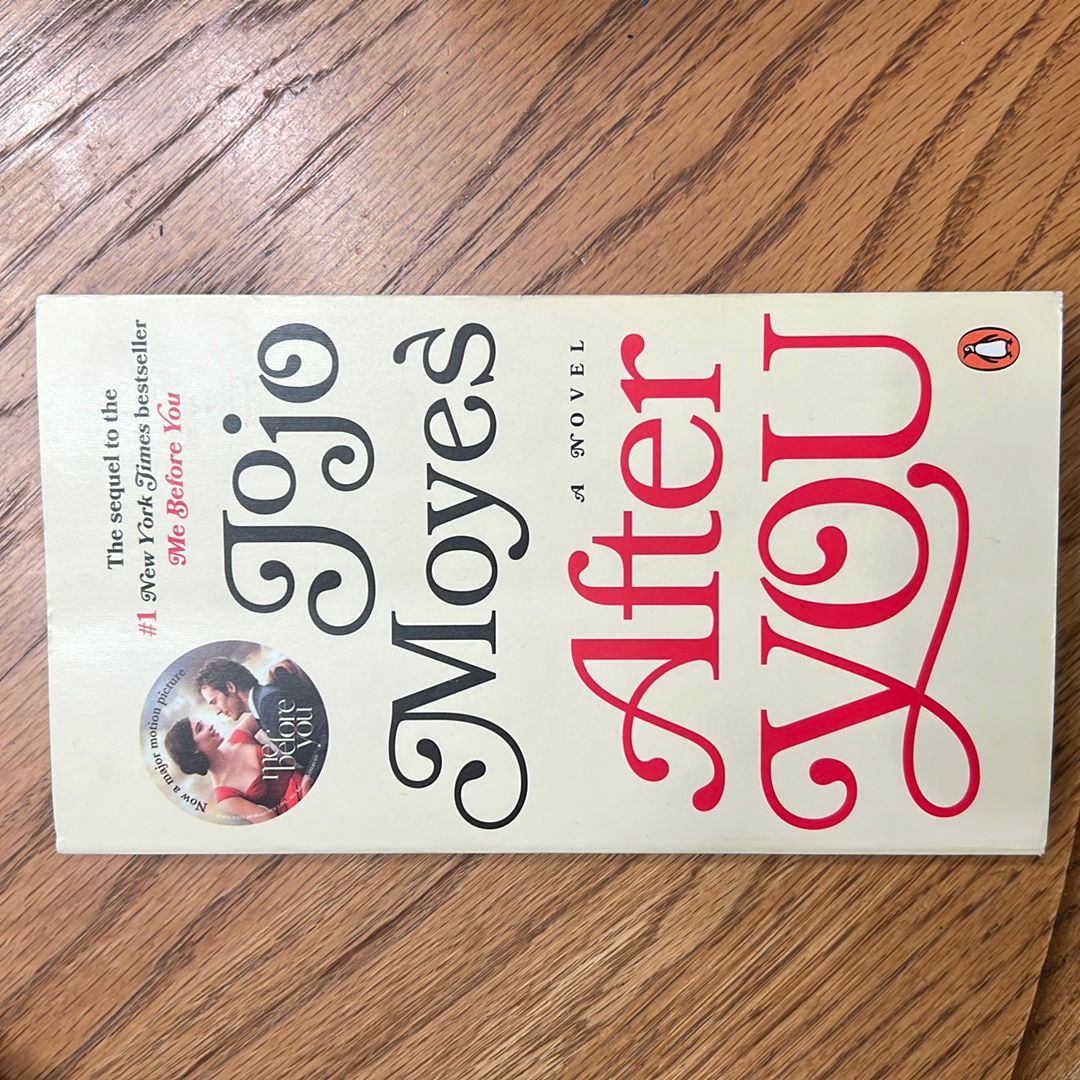 The sequel to the
#1 New York Times bestseller
Me Before You
Now a major motion picture
me before you
Jojo
Moyes
A NOVEL
After
YOU